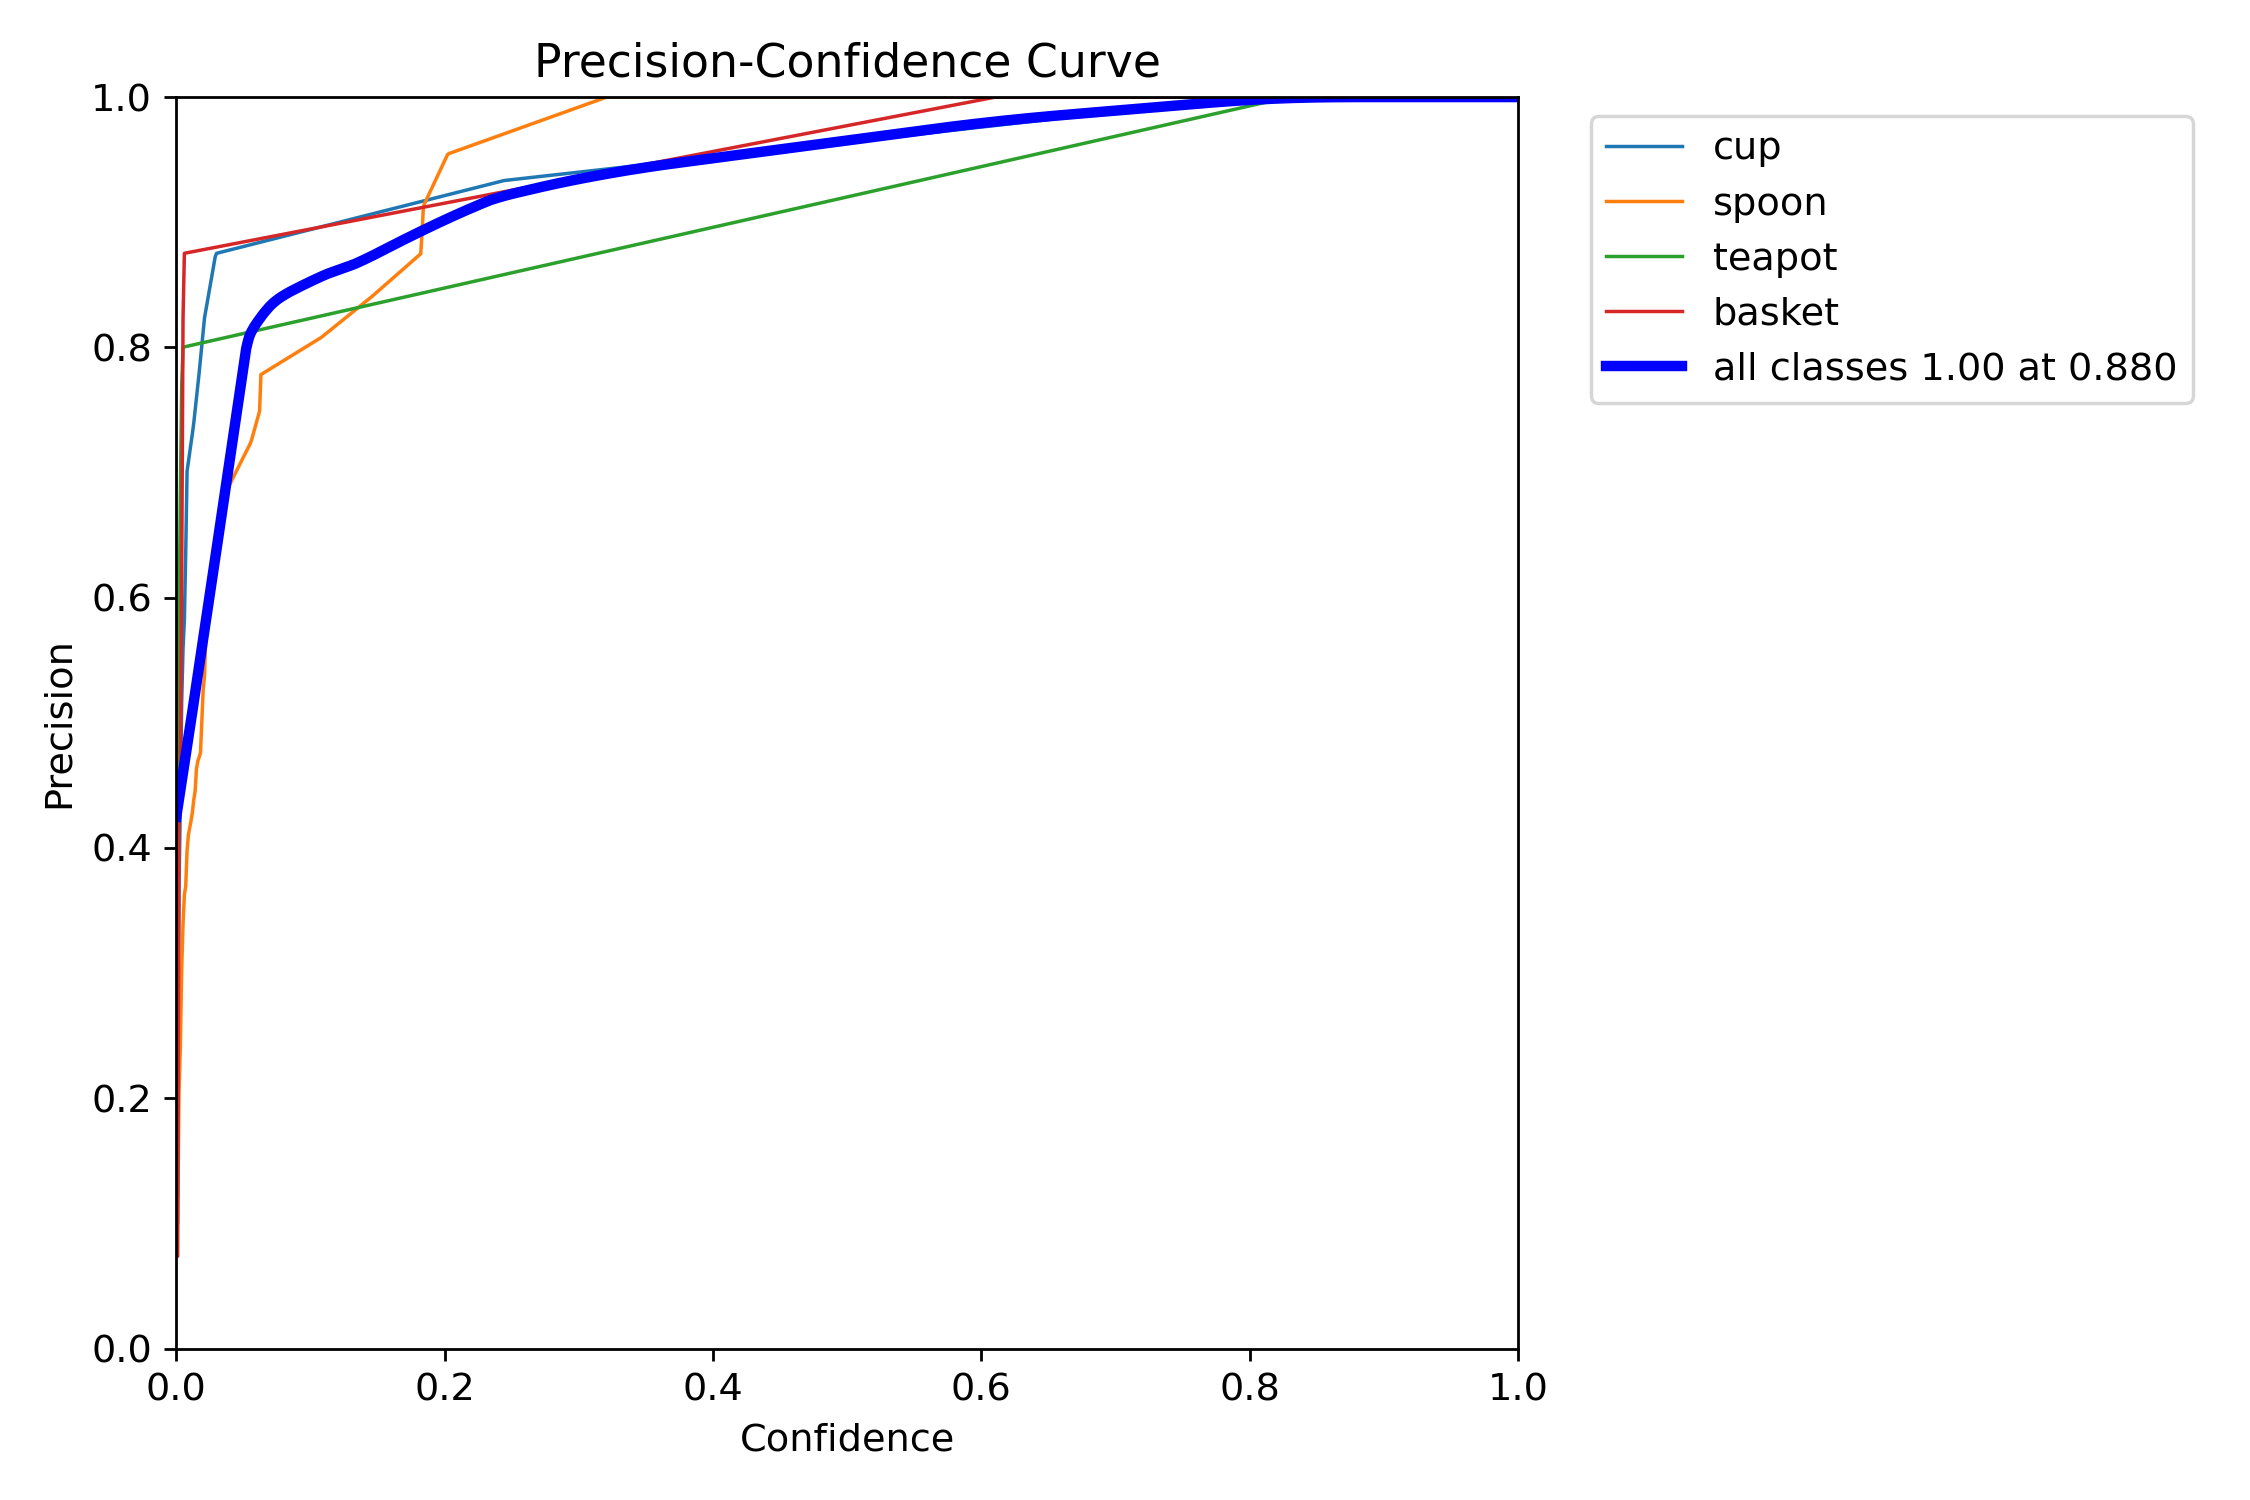 Precision-Confidence Curve
1.0
0.8
0.6
0.4
0.2
0.0
Precision
0.0 0.2 0.4 0.6 0.8 1.0
Confidence
cup
spoon
teapot
basket
all classes 1.00 at 0.880